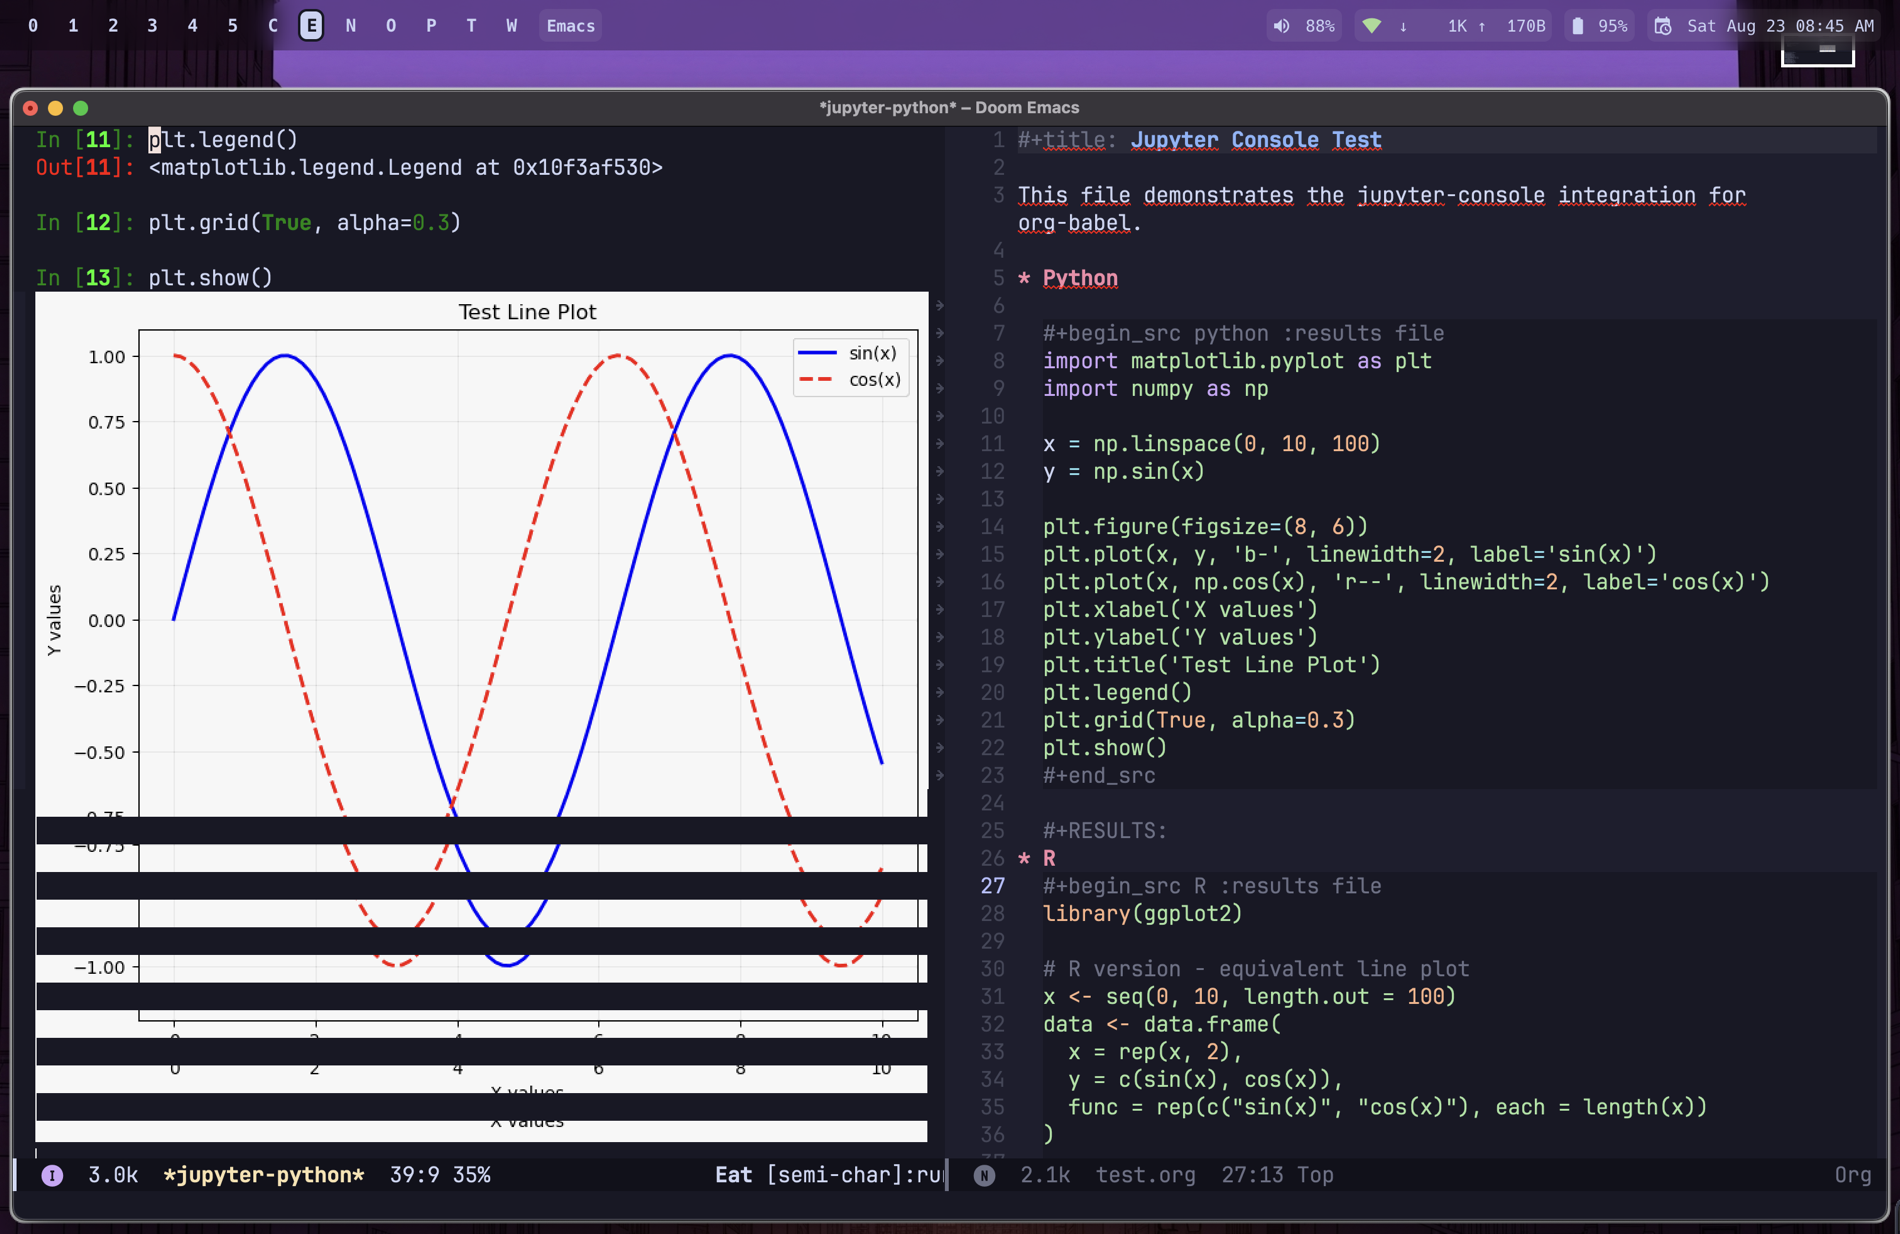 0 1 2 3 4 5 C E N O P T W Emacs
88% ↓ 1K ↑ 170B 95% Sat Aug 23 08:45 AM
*jupyter-python* – Doom Emacs
In [11]: plt.legend()
Out[11]: <matplotlib.legend.Legend at 0x10f3af530>
In [12]: plt.grid(True, alpha=0.3)
In [13]: plt.show()
Test Line Plot
sin(x)
cos(x)
1.00
0.75
0.50
0.25
0.00
−0.25
−0.50
−0.75
−0.75
−1.00
Y values
0 2 4 6 8 10
0 2 4 6 8 10
X values
X values
I 3.0k *jupyter-python* 39:9 35% Eat [semi-char]:ru
1 #+title: Jupyter Console Test
2
3 This file demonstrates the jupyter-console integration for
org-babel.
4
5 * Python
6
7 #+begin_src python :results file
8 import matplotlib.pyplot as plt
9 import numpy as np
10
11 x = np.linspace(0, 10, 100)
12 y = np.sin(x)
13
14 plt.figure(figsize=(8, 6))
15 plt.plot(x, y, 'b-', linewidth=2, label='sin(x)')
16 plt.plot(x, np.cos(x), 'r--', linewidth=2, label='cos(x)')
17 plt.xlabel('X values')
18 plt.ylabel('Y values')
19 plt.title('Test Line Plot')
20 plt.legend()
21 plt.grid(True, alpha=0.3)
22 plt.show()
23 #+end_src
24
25 #+RESULTS:
26 * R
27 #+begin_src R :results file
28 library(ggplot2)
29
30 # R version - equivalent line plot
31 x <- seq(0, 10, length.out = 100)
32 data <- data.frame(
33 x = rep(x, 2),
34 y = c(sin(x), cos(x)),
35 func = rep(c("sin(x)", "cos(x)"), each = length(x))
36 )
N 2.1k test.org 27:13 Top Org